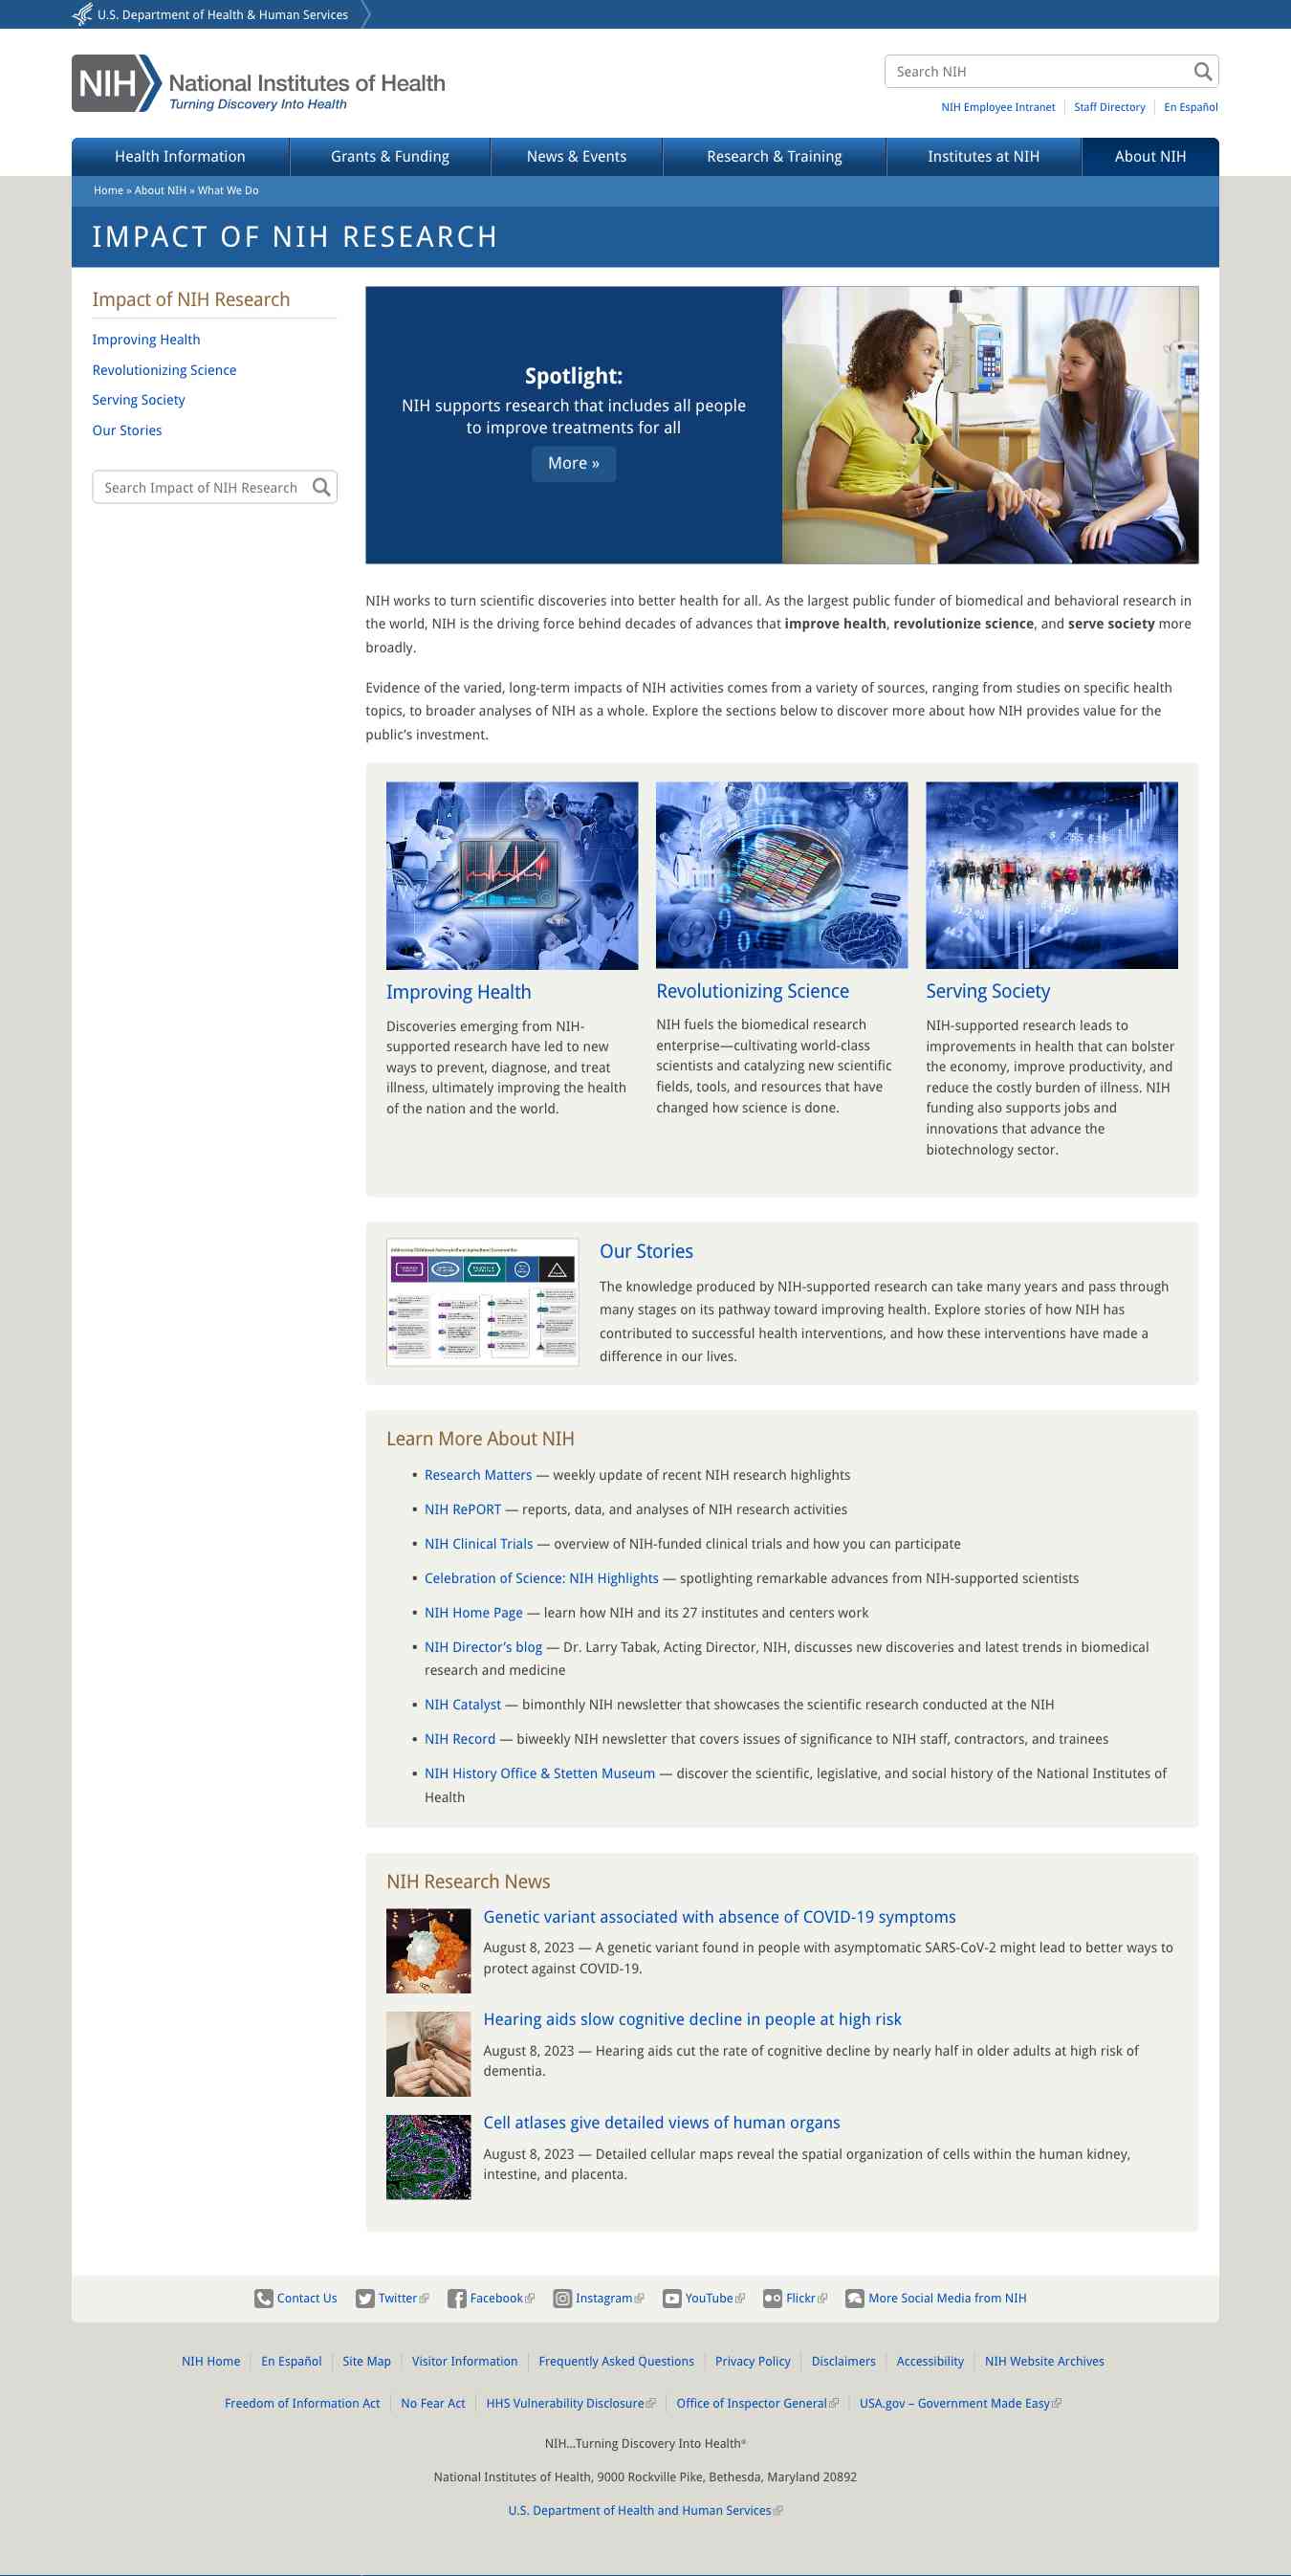 U.S. Department of Health & Human Services
NIH
National Institutes of Health
Turning Discovery Into Health
Search NIH
NIH Employee Intranet
Staff Directory
En Español
Health Information
Grants & Funding
News & Events
Research & Training
Institutes at NIH
About NIH
Home » About NIH » What We Do
IMPACT OF NIH RESEARCH
Impact of NIH Research
Improving Health
Revolutionizing Science
Serving Society
Our Stories
Search Impact of NIH Research
Spotlight:
NIH supports research that includes all people
to improve treatments for all
More »
NIH works to turn scientific discoveries into better health for all. As the largest public funder of biomedical and behavioral research in
the world, NIH is the driving force behind decades of advances that improve health, revolutionize science, and serve society more
broadly.
Evidence of the varied, long-term impacts of NIH activities comes from a variety of sources, ranging from studies on specific health
topics, to broader analyses of NIH as a whole. Explore the sections below to discover more about how NIH provides value for the
public's investment.
Improving Health
Discoveries emerging from NIH-
supported research have led to new
ways to prevent, diagnose, and treat
illness, ultimately improving the health
of the nation and the world.
Revolutionizing Science
NIH fuels the biomedical research
enterprise—cultivating world-class
scientists and catalyzing new scientific
fields, tools, and resources that have
changed how science is done.
Serving Society
NIH-supported research leads to
improvements in health that can bolster
the economy, improve productivity, and
reduce the costly burden of illness. NIH
funding also supports jobs and
innovations that advance the
biotechnology sector.
Our Stories
The knowledge produced by NIH-supported research can take many years and pass through
many stages on its pathway toward improving health. Explore stories of how NIH has
contributed to successful health interventions, and how these interventions have made a
difference in our lives.
Learn More About NIH
▪ Research Matters — weekly update of recent NIH research highlights
▪ NIH RePORT — reports, data, and analyses of NIH research activities
▪ NIH Clinical Trials — overview of NIH-funded clinical trials and how you can participate
▪ Celebration of Science: NIH Highlights — spotlighting remarkable advances from NIH-supported scientists
▪ NIH Home Page — learn how NIH and its 27 institutes and centers work
▪ NIH Director's blog — Dr. Larry Tabak, Acting Director, NIH, discusses new discoveries and latest trends in biomedical
research and medicine
▪ NIH Catalyst — bimonthly NIH newsletter that showcases the scientific research conducted at the NIH
▪ NIH Record — biweekly NIH newsletter that covers issues of significance to NIH staff, contractors, and trainees
▪ NIH History Office & Stetten Museum — discover the scientific, legislative, and social history of the National Institutes of
Health
NIH Research News
Genetic variant associated with absence of COVID-19 symptoms
August 8, 2023 — A genetic variant found in people with asymptomatic SARS-CoV-2 might lead to better ways to
protect against COVID-19.
Hearing aids slow cognitive decline in people at high risk
August 8, 2023 — Hearing aids cut the rate of cognitive decline by nearly half in older adults at high risk of
dementia.
Cell atlases give detailed views of human organs
August 8, 2023 — Detailed cellular maps reveal the spatial organization of cells within the human kidney,
intestine, and placenta.
Contact Us
Twitter
Facebook
Instagram
YouTube
Flickr
More Social Media from NIH
NIH Home
En Español
Site Map
Visitor Information
Frequently Asked Questions
Privacy Policy
Disclaimers
Accessibility
NIH Website Archives
Freedom of Information Act
No Fear Act
HHS Vulnerability Disclosure
Office of Inspector General
USA.gov – Government Made Easy
NIH…Turning Discovery Into Health®
National Institutes of Health, 9000 Rockville Pike, Bethesda, Maryland 20892
U.S. Department of Health and Human Services